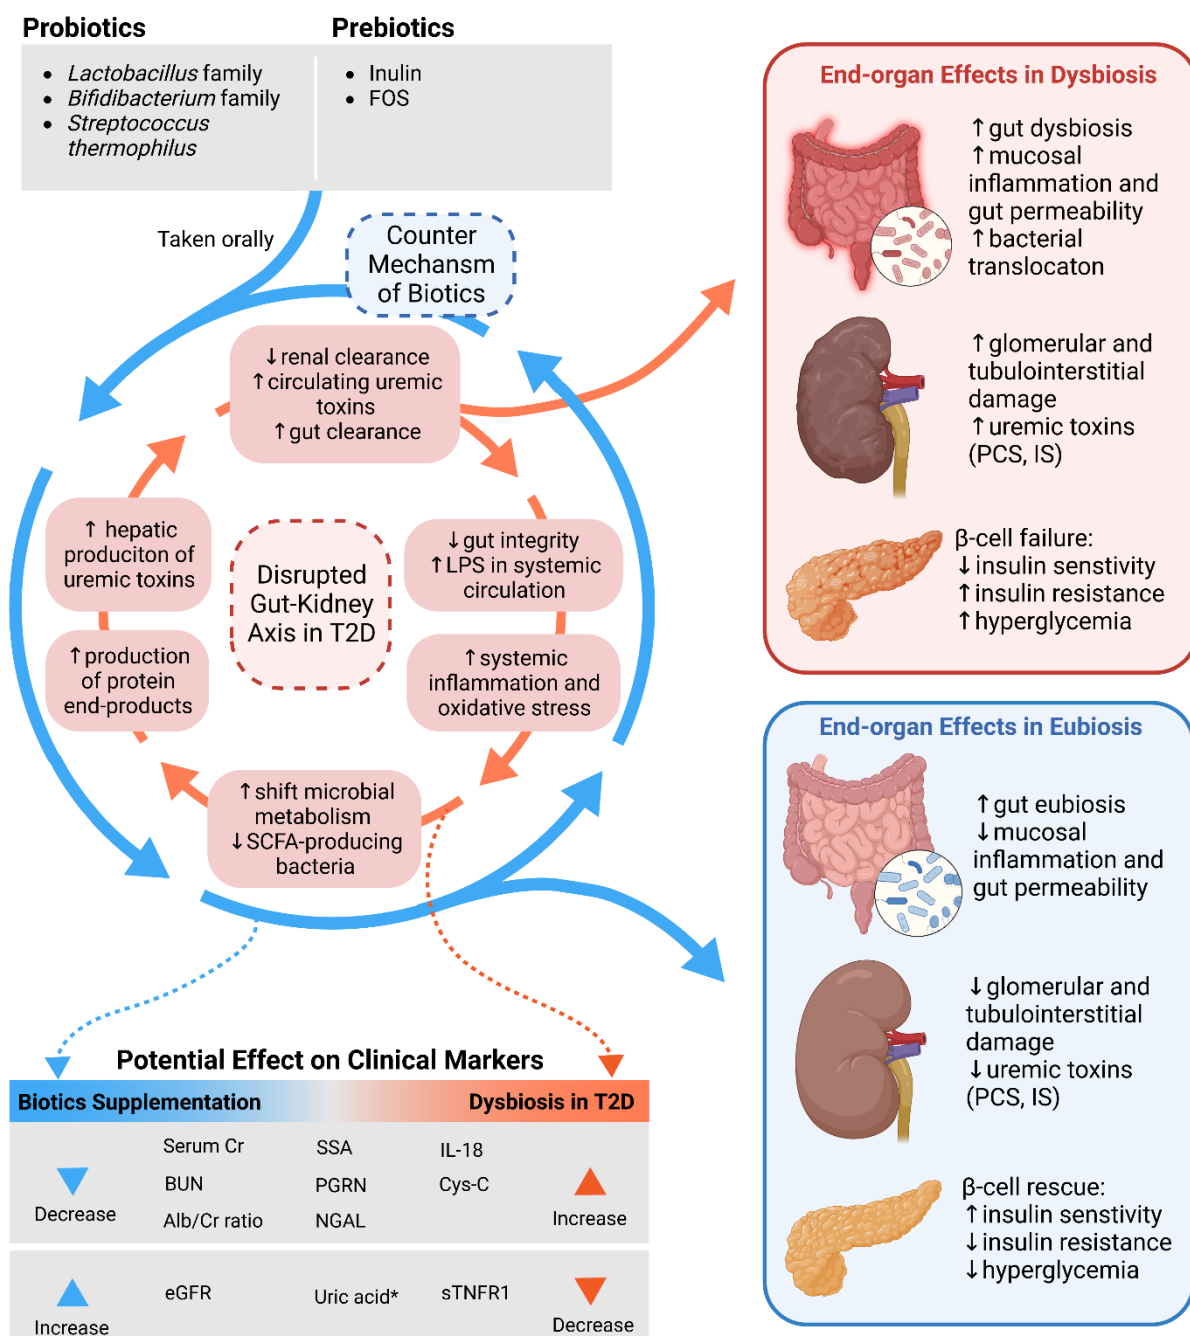 Probiotics
Prebiotics
• Lactobacillus family
• Bifidibacterium family
• Streptococcus
thermophilus
• Inulin
• FOS
Taken orally
Counter
Mechansm
of Biotics
↓renal clearance
↑circulating uremic
toxins
↑gut clearance
↓gut integrity
↑LPS in systemic
circulation
↑systemic
inflammation and
oxidative stress
↑shift microbial
metabolism
↓SCFA-producing
bacteria
↑production
of protein
end-products
↑ hepatic
produciton of
uremic toxins
Disrupted
Gut-Kidney
Axis in T2D
End-organ Effects in Dysbiosis
↑gut dysbiosis
↑mucosal
inflammation and
gut permeability
↑bacterial
translocaton
↑glomerular and
tubulointerstitial
damage
↑uremic toxins
(PCS, IS)
β-cell failure:
↓insulin senstivity
↑insulin resistance
↑hyperglycemia
End-organ Effects in Eubiosis
↑gut eubiosis
↓mucosal
inflammation and
gut permeability
↓glomerular and
tubulointerstitial
damage
↓uremic toxins
(PCS, IS)
β-cell rescue:
↑insulin senstivity
↓insulin resistance
↓hyperglycemia
Potential Effect on Clinical Markers
Biotics Supplementation
Dysbiosis in T2D
Serum Cr SSA IL-18
BUN PGRN Cys-C
Alb/Cr ratio NGAL
Decrease
Increase
eGFR Uric acid* sTNFR1
Increase
Decrease